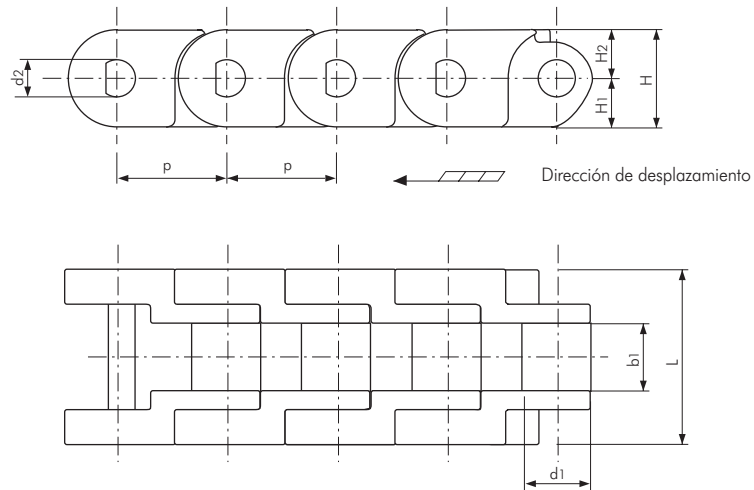 d2
H2
H
H1
p
p
Dirección de desplazamiento
b1
L
d1